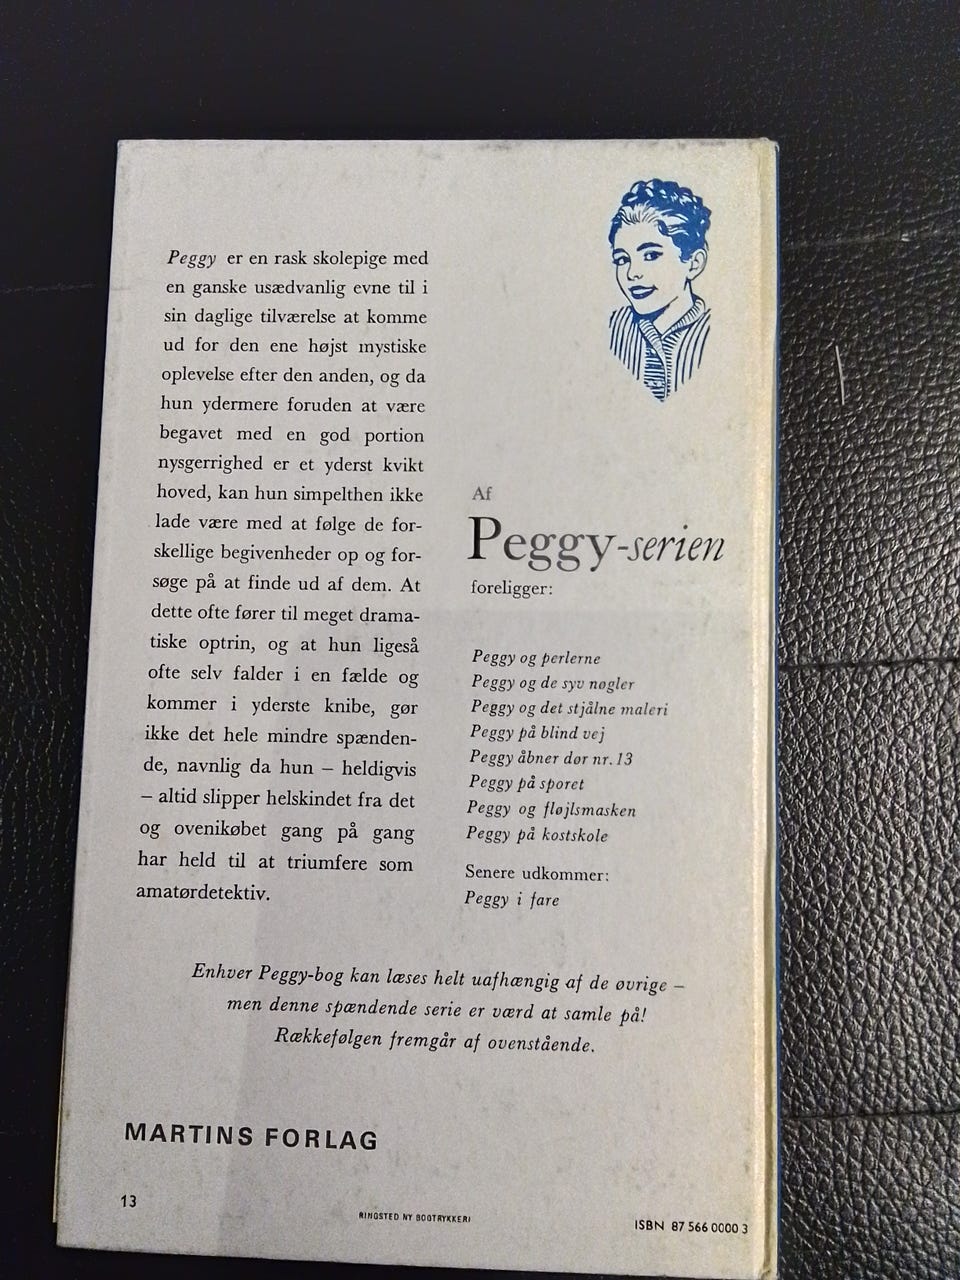 Peggy er en rask skolepige med
en ganske usædvanlig evne til i
sin daglige tilværelse at komme
ud for den ene højst mystiske
oplevelse efter den anden, og da
hun ydermere foruden at være
begavet med en god portion
nysgerrighed er et yderst kvikt
hoved, kan hun simpelthen ikke
lade være med at følge de for-
skellige begivenheder op og for-
søge på at finde ud af dem. At
dette ofte fører til meget drama-
tiske optrin, og at hun ligeså
ofte selv falder i en fælde og
kommer i yderste knibe, gør
ikke det hele mindre spænden-
de, navnlig da hun – heldigvis
– altid slipper helskindet fra det
og ovenikøbet gang på gang
har held til at triumfere som
amatørdetektiv.
Af
Peggy-serien
foreligger:
Peggy og perlerne
Peggy og de syv nøgler
Peggy og det stjålne maleri
Peggy på blind vej
Peggy åbner dør nr. 13
Peggy på sporet
Peggy og fløjlsmasken
Peggy på kostskole
Senere udkommer:
Peggy i fare
Enhver Peggy-bog kan læses helt uafhængig af de øvrige –
men denne spændende serie er værd at samle på!
Rækkefølgen fremgår af ovenstående.
MARTINS FORLAG
13
RINGSTED NY BOGTRYKKERI
ISBN 87 566 0000 3